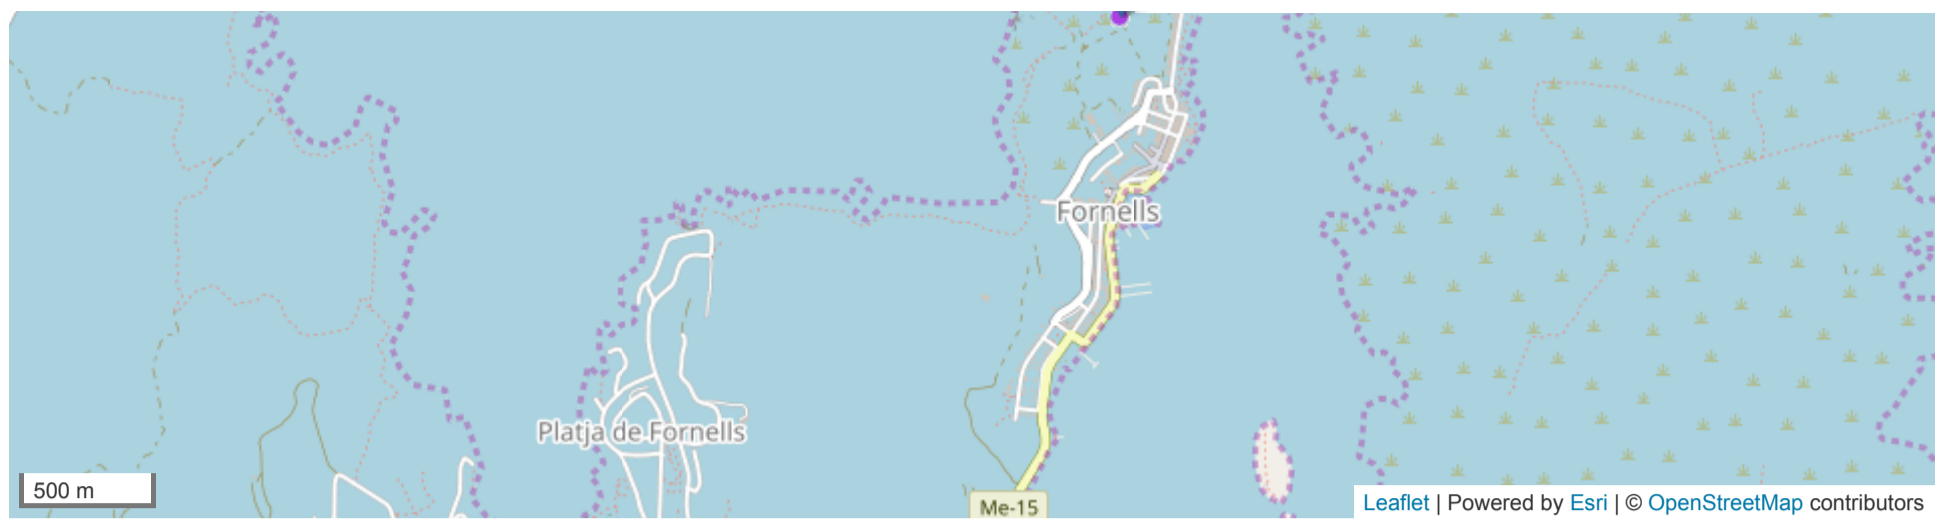 Fornells
Platja de Fornells
500 m
Me-15
Leaflet | Powered by Esri | © OpenStreetMap contributors